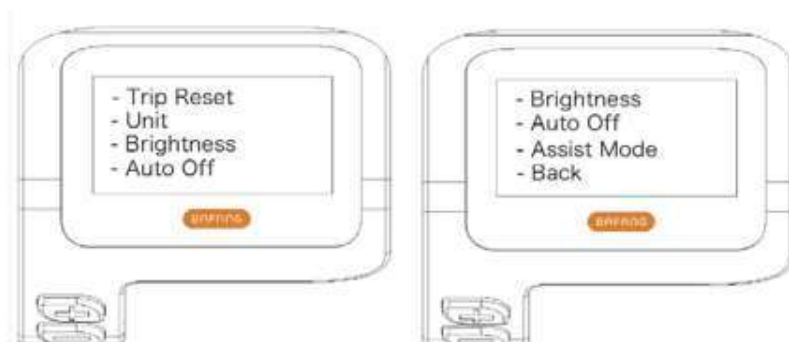 - Trip Reset
- Unit
- Brightness
- Auto Off
BAFANG
- Brightness
- Auto Off
- Assist Mode
- Back
BAFANG